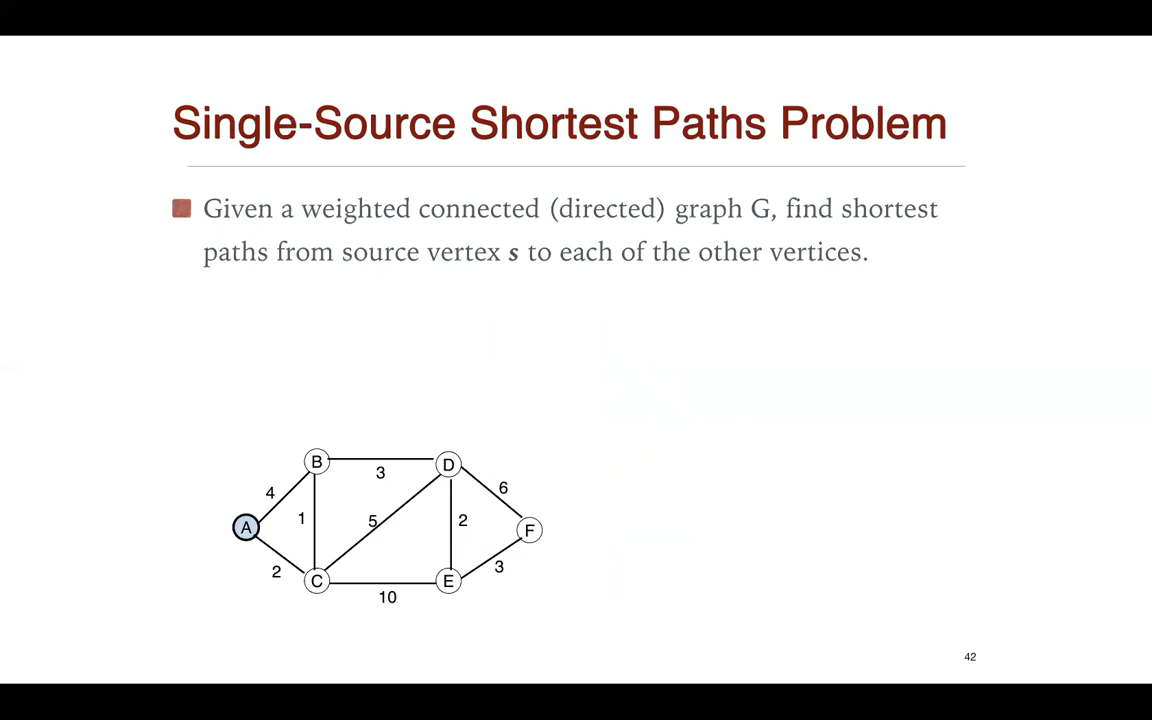 Single-Source Shortest Paths Problem
Given a weighted connected (directed) graph G, find shortest
paths from source vertex s to each of the other vertices.
B
D
3
4
6
1
5
2
A
F
2
3
C
E
10
42